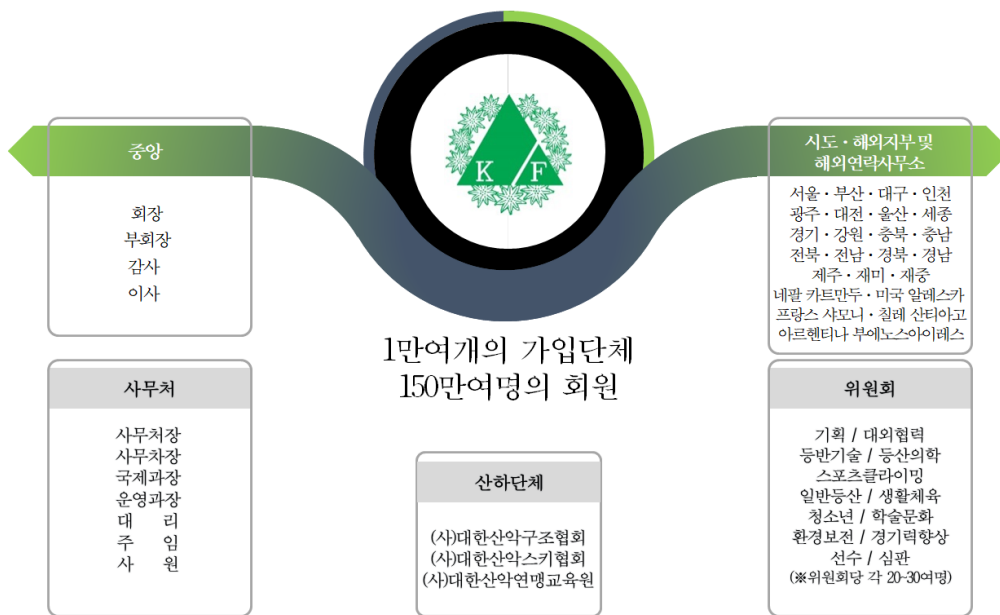 중앙
회장
부회장
감사
이사
K F
1만여개의 가입단체
150만여명의 회원
시도·해외지부 및
해외연락사무소
서울·부산·대구·인천
광주·대전·울산·세종
경기·강원·충북·충남
전북·전남·경북·경남
제주·재미·재중
네팔 카트만두·미국 알레스카
프랑스 샤모니·칠레 산티아고
아르헨티나 부에노스아이레스
사무처
사무처장
사무차장
국제과장
운영과장
대 리
주 임
사 원
산하단체
(사)대한산악구조협회
(사)대한산악스키협회
(사)대한산악연맹교육원
위원회
기획 / 대외협력
등반기술 / 등산의학
스포츠클라이밍
일반등산 / 생활체육
청소년 / 학술문화
환경보전 / 경기력향상
선수 / 심판
(※위원회당 각 20-30여명)